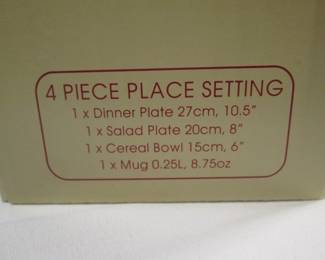 4 PIECE PLACE SETTING
1 x Dinner Plate 27cm, 10.5"
1 x Salad Plate 20cm, 8"
1 x Cereal Bowl 15cm, 6"
1 x Mug 0.25L, 8.75oz